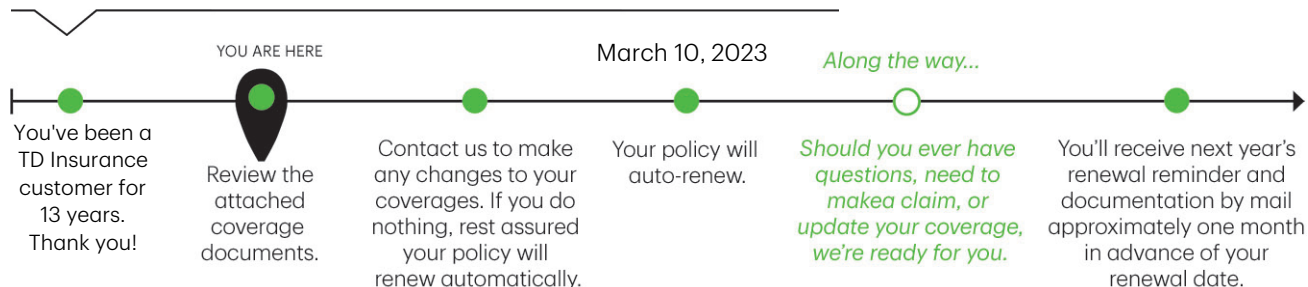 You've been a
TD Insurance
customer for
13 years.
Thank you!
YOU ARE HERE
Review the
attached
coverage
documents.
Contact us to make
any changes to your
coverages. If you do
nothing, rest assured
your policy will
renew automatically.
March 10, 2023
Your policy will
auto-renew.
Along the way...
Should you ever have
questions, need to
makea claim, or
update your coverage,
we're ready for you.
You'll receive next year's
renewal reminder and
documentation by mail
approximately one month
in advance of your
renewal date.